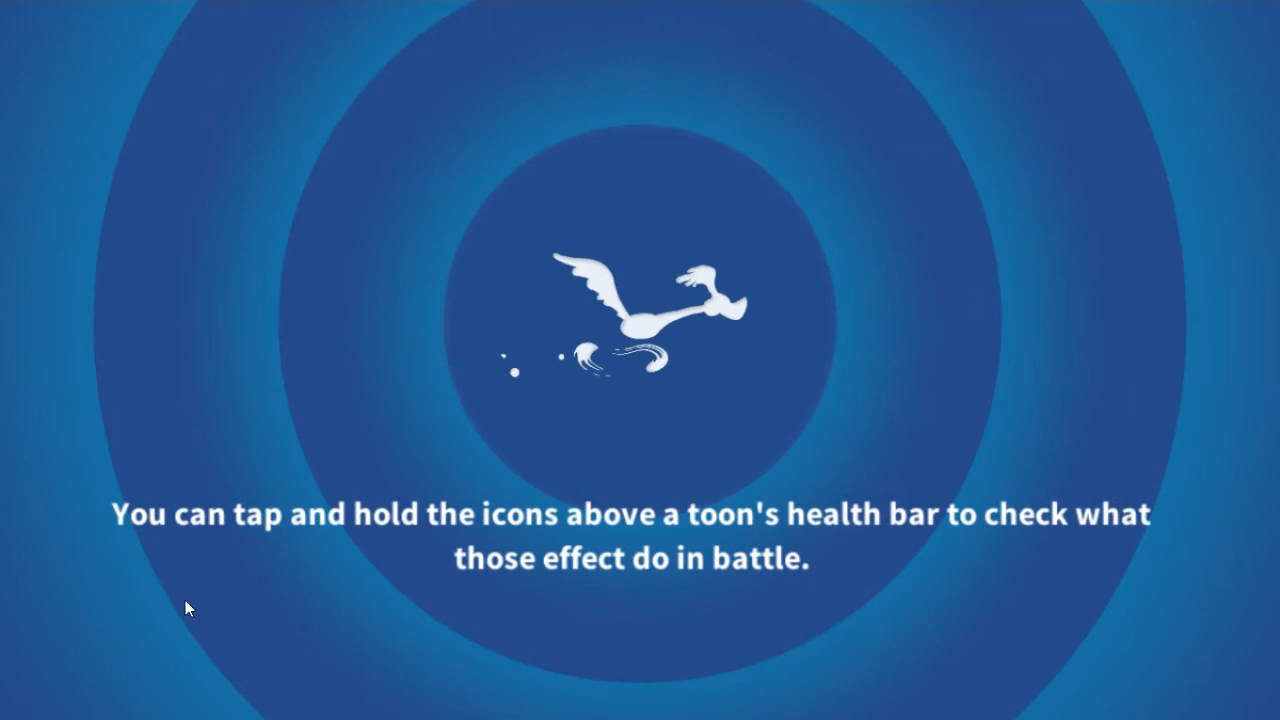 You can tap and hold the icons above a toon's health bar to check what
those effect do in battle.